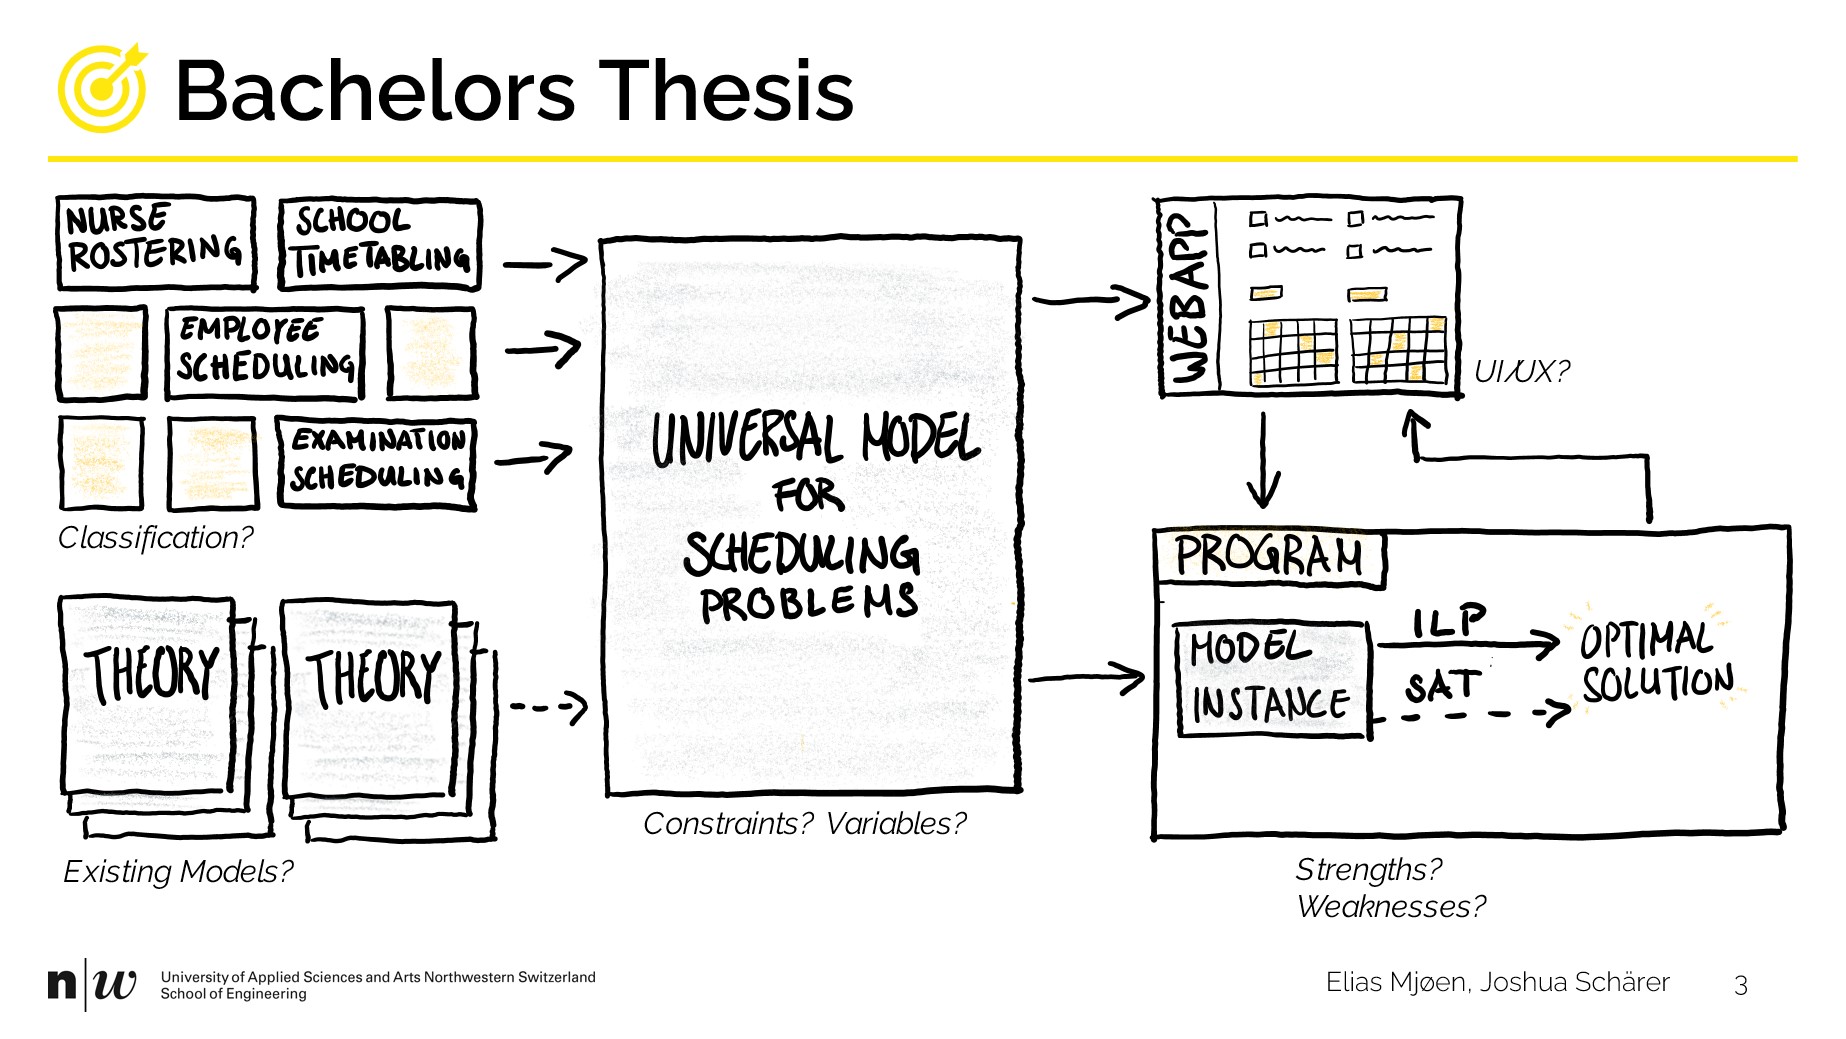 Bachelors Thesis
NURSE
ROSTERING
SCHOOL
TIMETABLING
EMPLOYEE
SCHEDULING
EXAMINATION
SCHEDULING
Classification?
THEORY
THEORY
Existing Models?
UNIVERSAL MODEL
FOR
SCHEDULING
PROBLEMS
Constraints? Variables?
WEBAPP
UI/UX?
PROGRAM
MODEL
INSTANCE
ILP
SAT
OPTIMAL
SOLUTION
Strengths?
Weaknesses?
n|w
University of Applied Sciences and Arts Northwestern Switzerland
School of Engineering
Elias Mjøen, Joshua Schärer
3